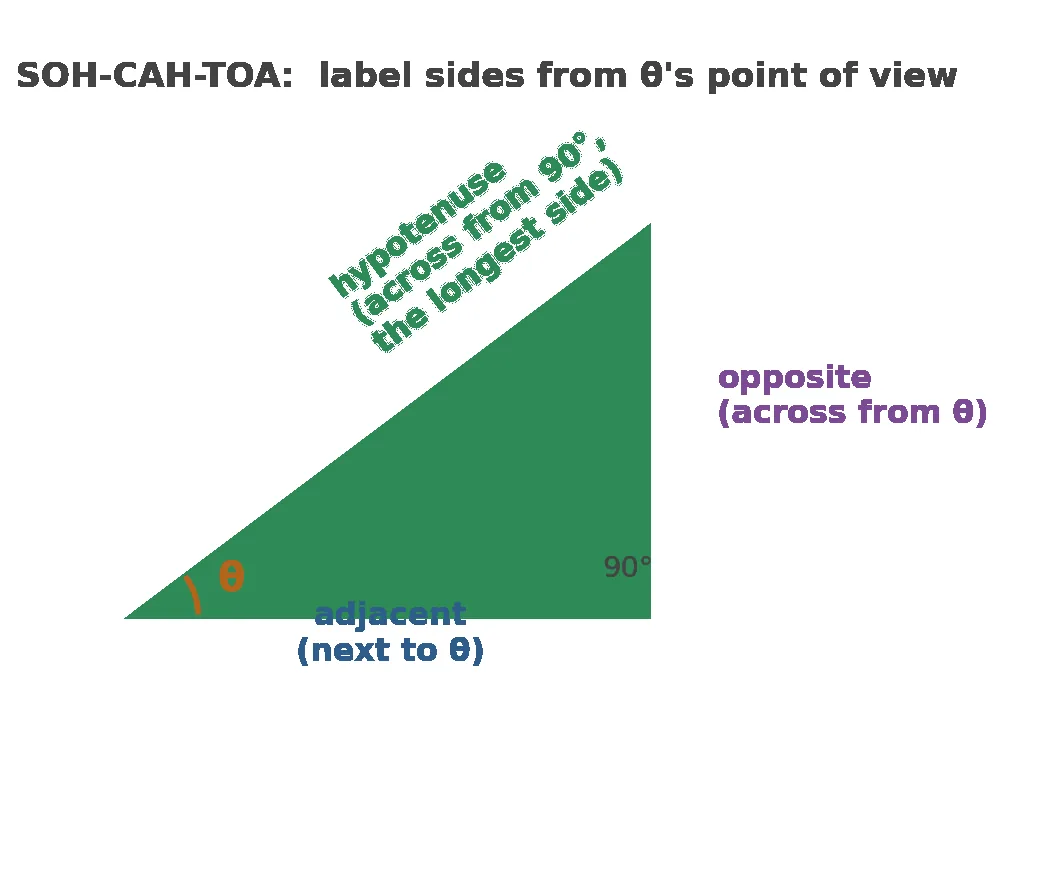 SOH-CAH-TOA:  label sides from θ's point of view
hypotenuse
(across from 90°,
the longest side)
opposite
(across from θ)
θ
90°
adjacent
(next to θ)